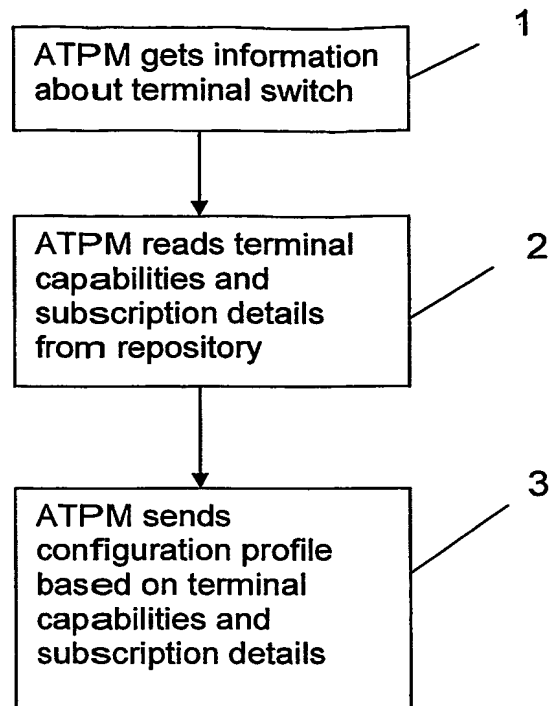 1
ATPM gets information
about terminal switch
2
ATPM reads terminal
capabilities and
subscription details
from repository
3
ATPM sends
configuration profile
based on terminal
capabilities and
subscription details